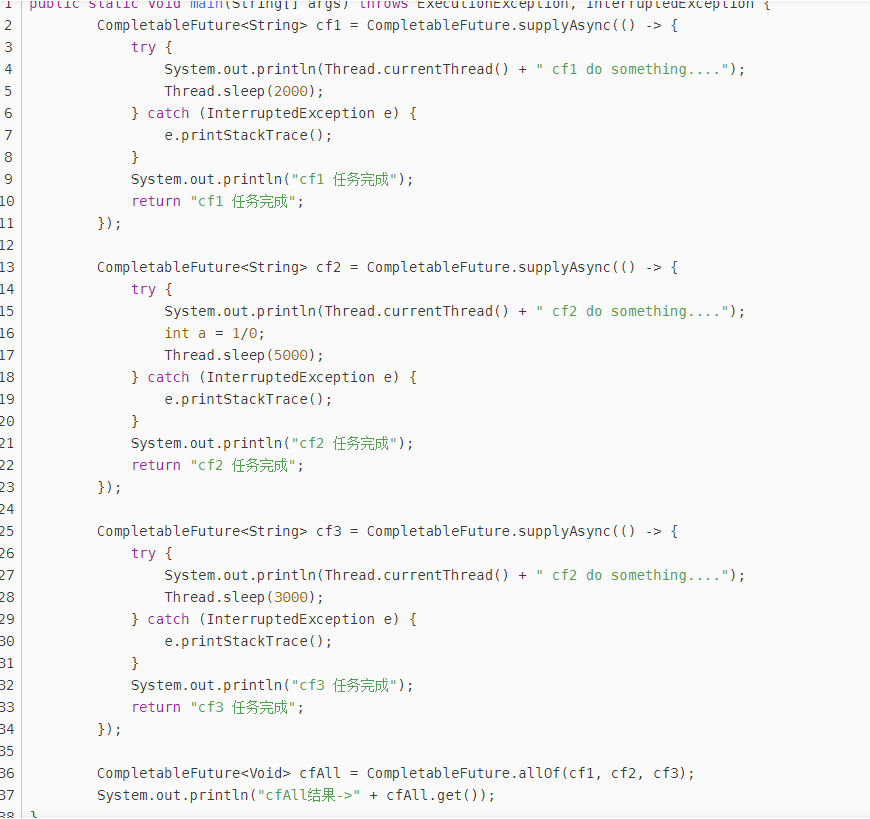 1 public static void main(String[] args) throws ExecutionException, InterruptedException {
2         CompletableFuture<String> cf1 = CompletableFuture.supplyAsync(() -> {
3             try {
4                 System.out.println(Thread.currentThread() + " cf1 do something....");
5                 Thread.sleep(2000);
6             } catch (InterruptedException e) {
7                 e.printStackTrace();
8             }
9             System.out.println("cf1 任务完成");
10             return "cf1 任务完成";
11         });
12
13         CompletableFuture<String> cf2 = CompletableFuture.supplyAsync(() -> {
14             try {
15                 System.out.println(Thread.currentThread() + " cf2 do something....");
16                 int a = 1/0;
17                 Thread.sleep(5000);
18             } catch (InterruptedException e) {
19                 e.printStackTrace();
20             }
21             System.out.println("cf2 任务完成");
22             return "cf2 任务完成";
23         });
24
25         CompletableFuture<String> cf3 = CompletableFuture.supplyAsync(() -> {
26             try {
27                 System.out.println(Thread.currentThread() + " cf2 do something....");
28                 Thread.sleep(3000);
29             } catch (InterruptedException e) {
30                 e.printStackTrace();
31             }
32             System.out.println("cf3 任务完成");
33             return "cf3 任务完成";
34         });
35
36         CompletableFuture<Void> cfAll = CompletableFuture.allOf(cf1, cf2, cf3);
37         System.out.println("cfAll结果->" + cfAll.get());
38 }